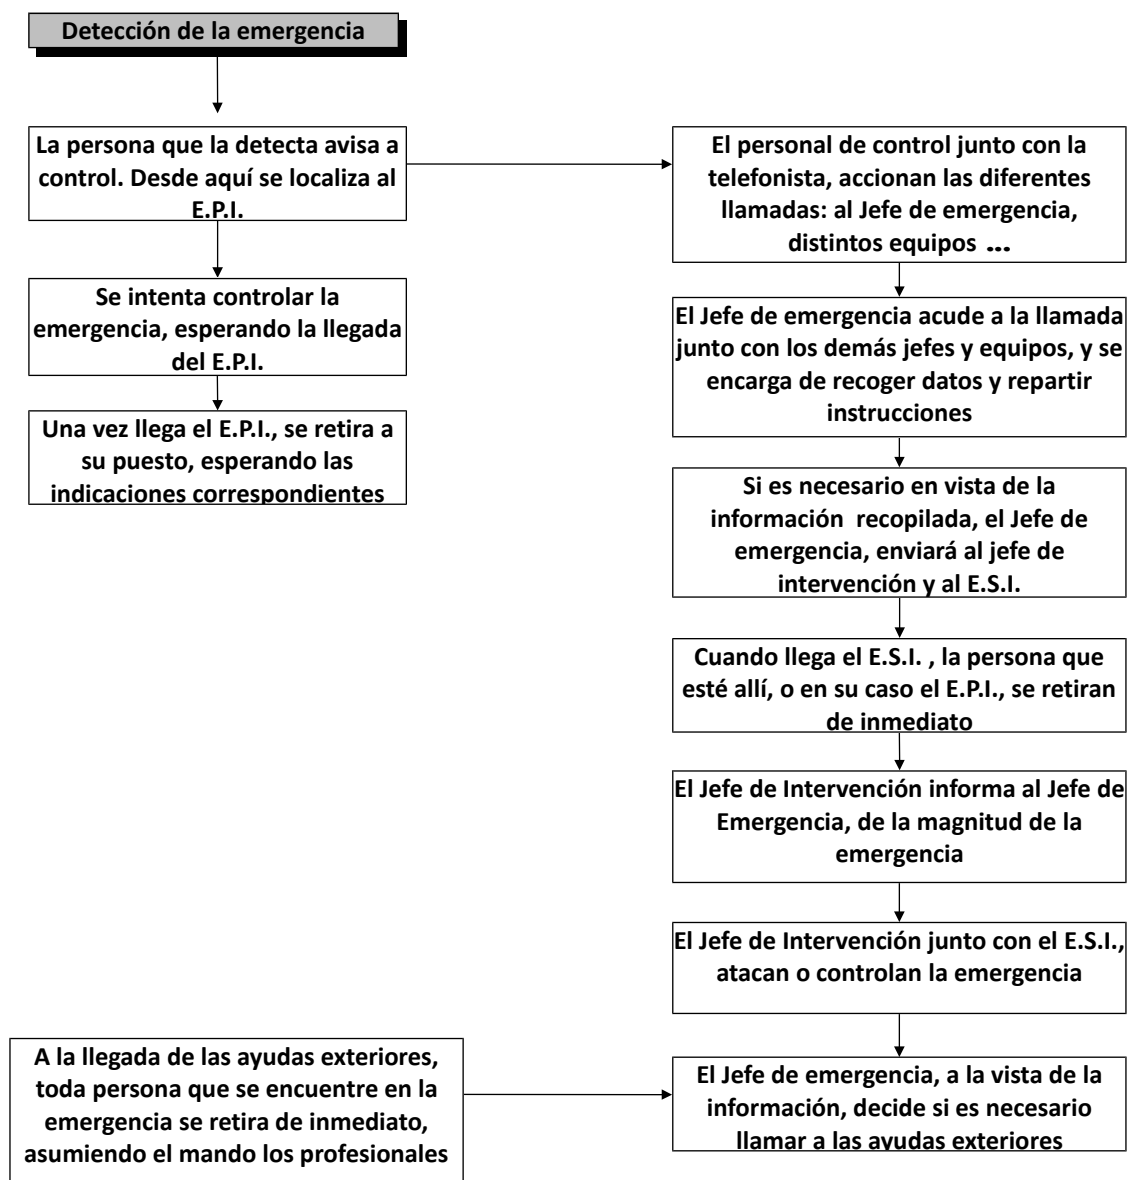 Detección de la emergencia
La persona que la detecta avisa a
control. Desde aquí se localiza al
E.P.I.
Se intenta controlar la
emergencia, esperando la llegada
del E.P.I.
Una vez llega el E.P.I., se retira a
su puesto, esperando las
indicaciones correspondientes
El personal de control junto con la
telefonista, accionan las diferentes
llamadas: al Jefe de emergencia,
distintos equipos ...
El Jefe de emergencia acude a la llamada
junto con los demás jefes y equipos, y se
encarga de recoger datos y repartir
instrucciones
Si es necesario en vista de la
información recopilada, el Jefe de
emergencia, enviará al jefe de
intervención y al E.S.I.
Cuando llega el E.S.I. , la persona que
esté allí, o en su caso el E.P.I., se retiran
de inmediato
El Jefe de Intervención informa al Jefe de
Emergencia, de la magnitud de la
emergencia
El Jefe de Intervención junto con el E.S.I.,
atacan o controlan la emergencia
A la llegada de las ayudas exteriores,
toda persona que se encuentre en la
emergencia se retira de inmediato,
asumiendo el mando los profesionales
El Jefe de emergencia, a la vista de la
información, decide si es necesario
llamar a las ayudas exteriores